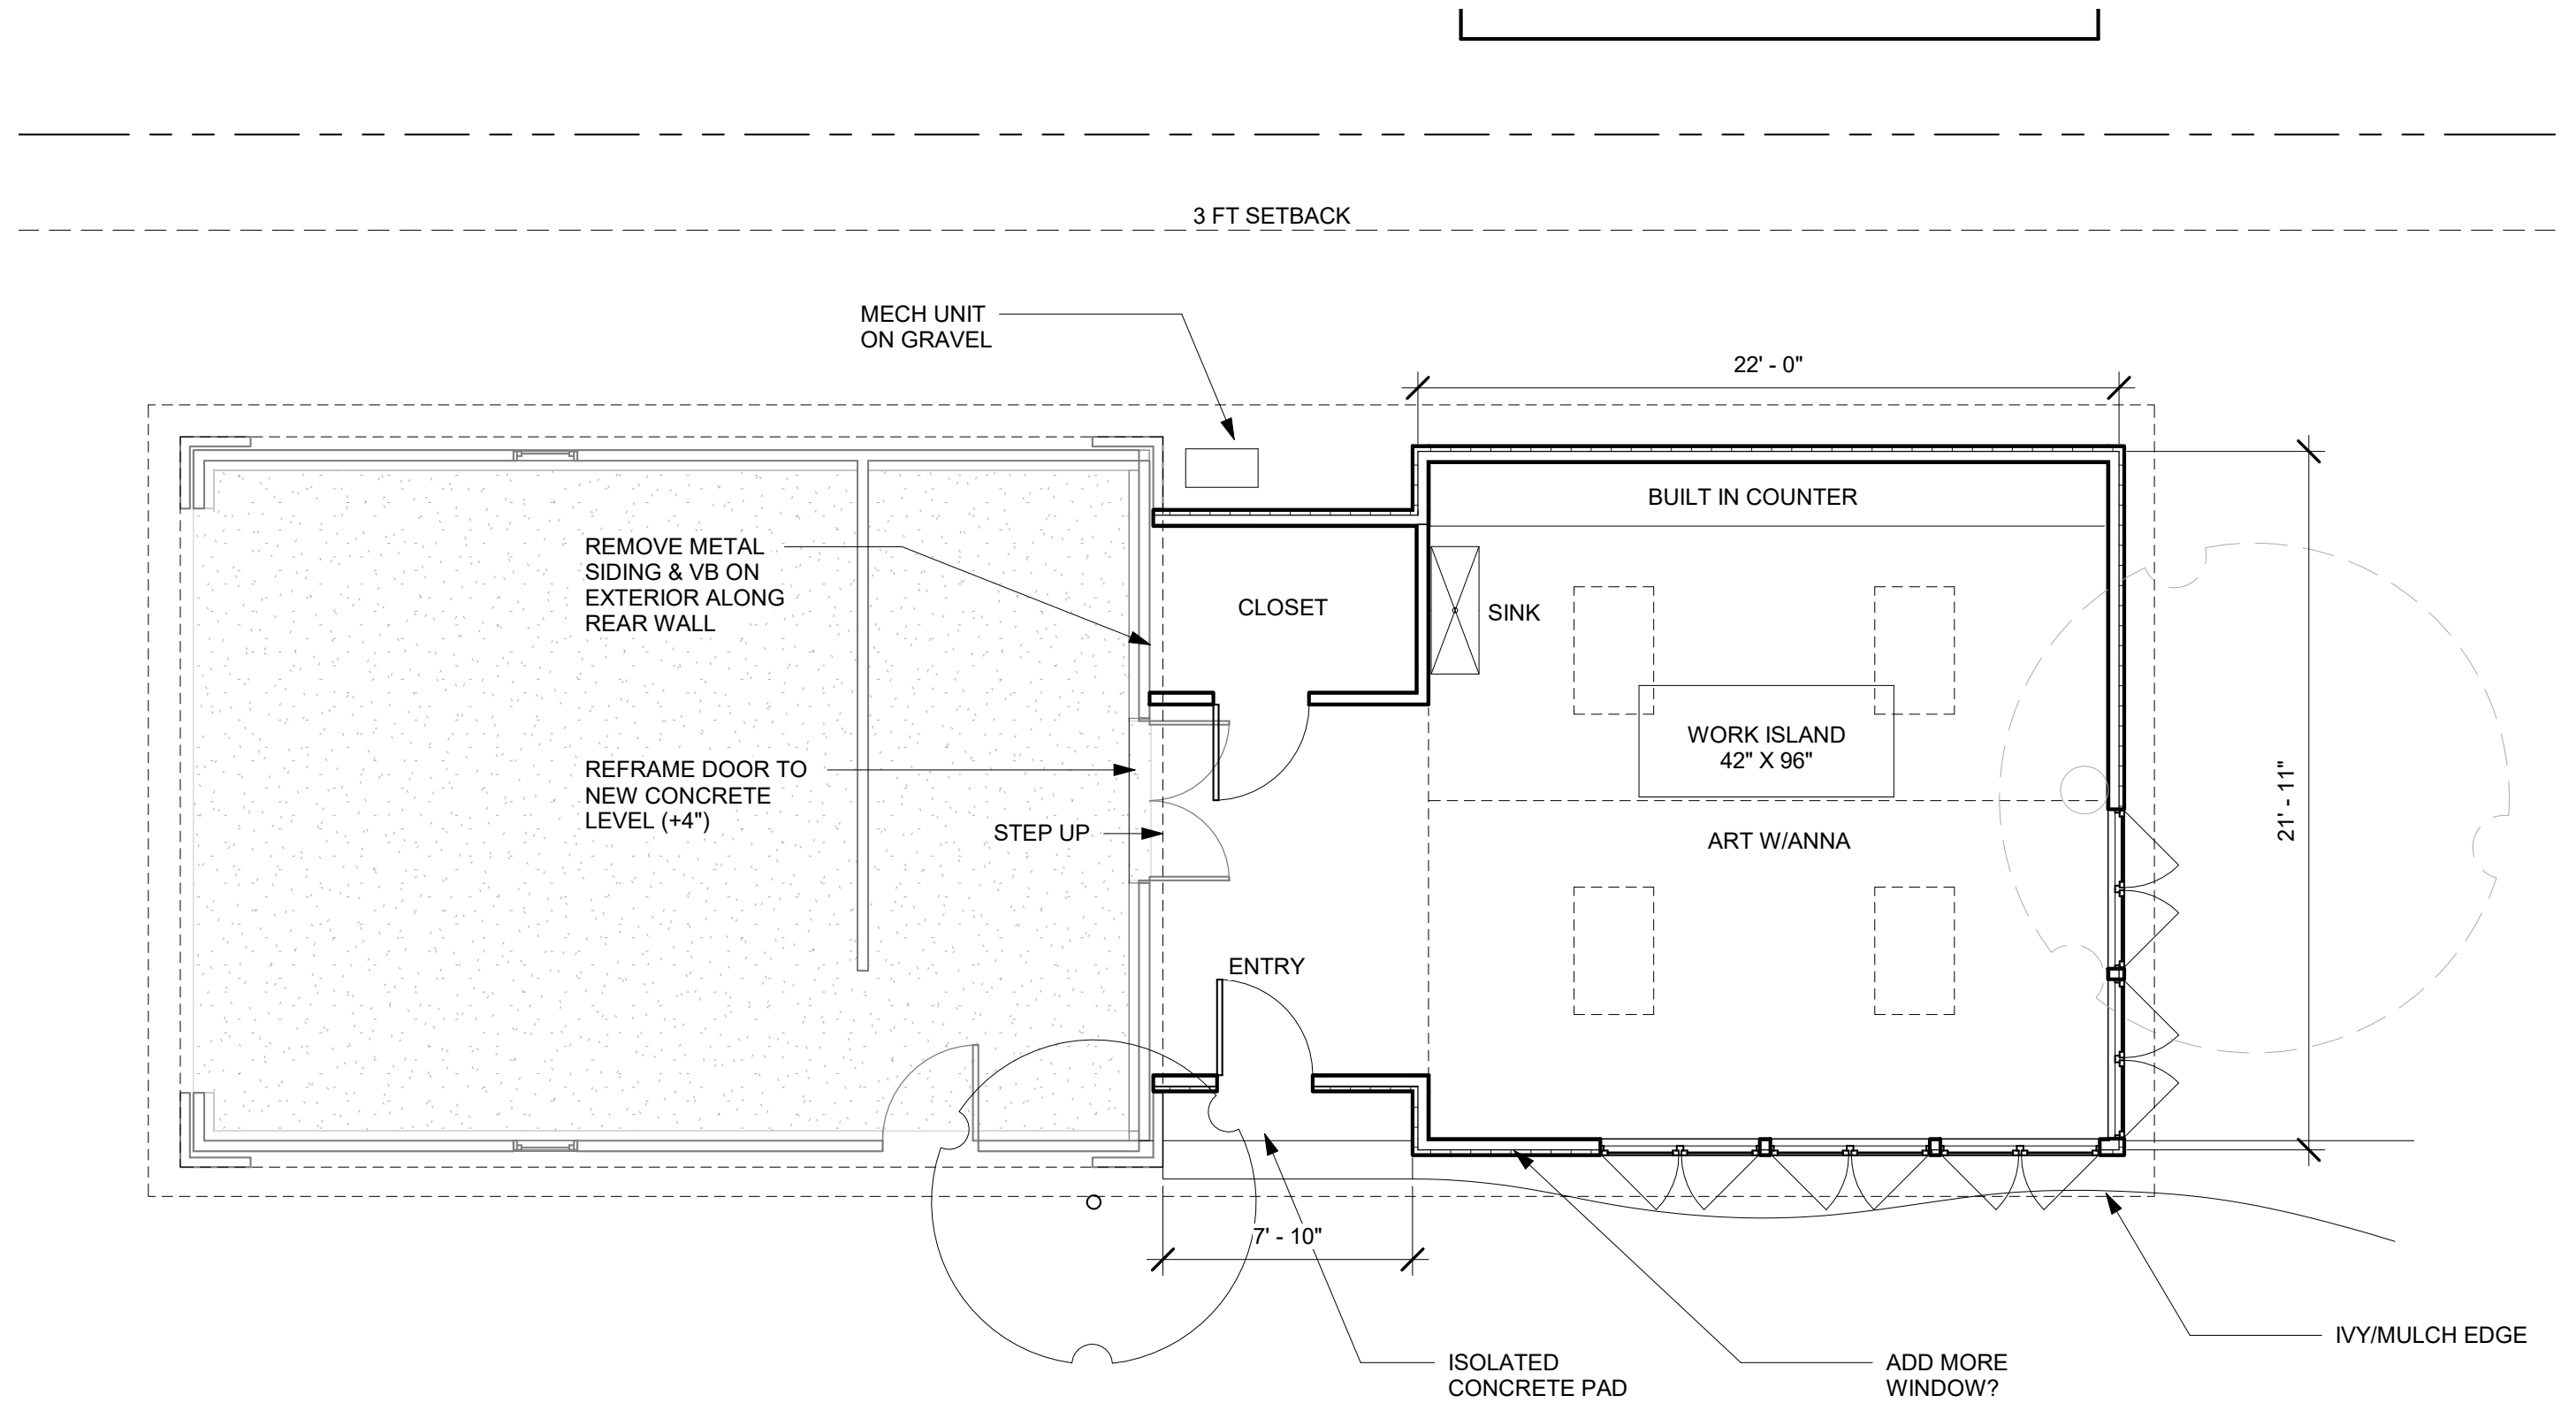 3 FT SETBACK
MECH UNIT
ON GRAVEL
22' - 0"
BUILT IN COUNTER
REMOVE METAL
SIDING & VB ON
EXTERIOR ALONG
REAR WALL
CLOSET
SINK
WORK ISLAND
42" X 96"
REFRAME DOOR TO
NEW CONCRETE
LEVEL (+4")
STEP UP
ART W/ANNA
21' - 11"
ENTRY
7' - 10"
ISOLATED
CONCRETE PAD
ADD MORE
WINDOW?
IVY/MULCH EDGE